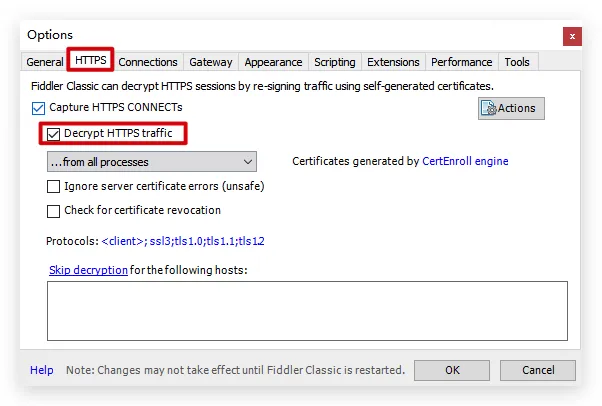 Options
x
General HTTPS Connections Gateway Appearance Scripting Extensions Performance Tools
Fiddler Classic can decrypt HTTPS sessions by re-signing traffic using self-generated certificates.
Capture HTTPS CONNECTs
Actions
Decrypt HTTPS traffic
...from all processes
Certificates generated by CertEnroll engine
Ignore server certificate errors (unsafe)
Check for certificate revocation
Protocols: <client>; ssl3;tls1.0;tls1.1;tls1.2
Skip decryption for the following hosts:
Help Note: Changes may not take effect until Fiddler Classic is restarted. OK Cancel